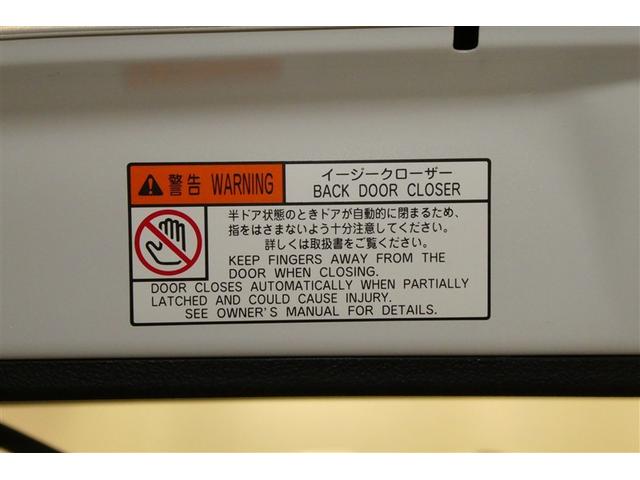 警告 WARNING
イージークローザー
BACK DOOR CLOSER
半ドア状態のときドアが自動的に閉まるため、
指をはさまないよう十分注意してください。
詳しくは取扱書をご覧ください。
KEEP FINGERS AWAY FROM THE
DOOR WHEN CLOSING.
DOOR CLOSES AUTOMATICALLY WHEN PARTIALLY
LATCHED AND COULD CAUSE INJURY.
SEE OWNER'S MANUAL FOR DETAILS.